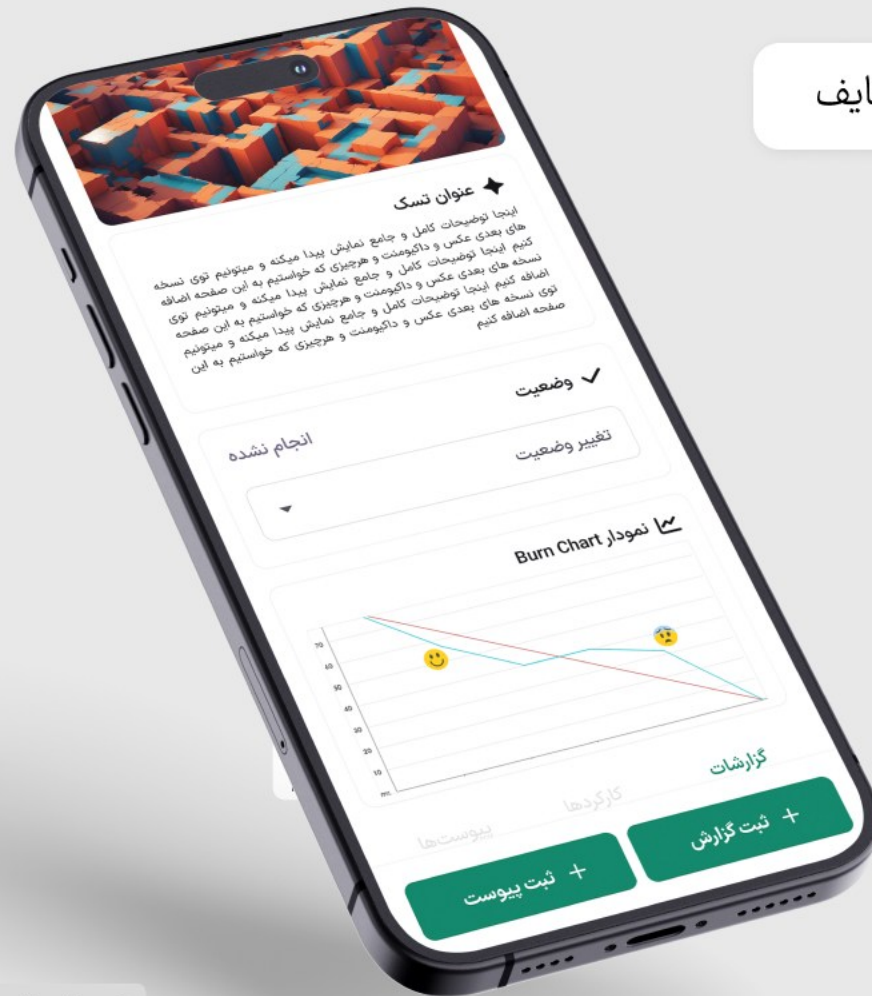 عنوان تسک
اینجا توضیحات کامل و جامع نمایش پیدا میکنه و میتونیم توی نسخه
های بعدی عکس و داکیومنت و هرچیزی که خواستیم به این صفحه اضافه
کنیم اینجا توضیحات کامل و جامع نمایش پیدا میکنه و میتونیم توی
نسخه های بعدی عکس و داکیومنت و هرچیزی که خواستیم به این صفحه
اضافه کنیم اینجا توضیحات کامل و جامع نمایش پیدا میکنه و میتونیم
توی نسخه های بعدی عکس و داکیومنت و هرچیزی که خواستیم به این
صفحه اضافه کنیم
وضعیت
انجام نشده
تغییر وضعیت
نمودار Burn Chart
70
60
50
40
30
20
10
گزارشات
کارکردها
پیوست‌ها
+ ثبت گزارش
+ ثبت پیوست